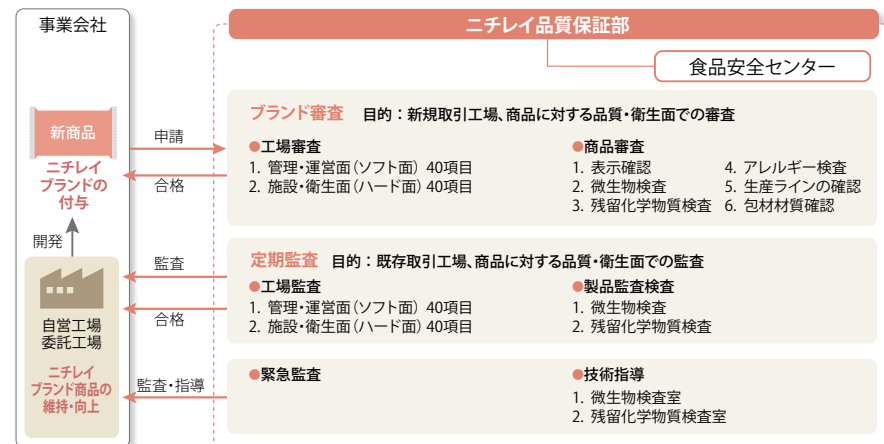 事業会社
新商品
ニチレイ
ブランドの
付与
開発
自営工場
委託工場
ニチレイ
ブランド商品の
維持・向上
申請
合格
監査
合格
監査・指導
ニチレイ品質保証部
食品安全センター
ブランド審査 目的：新規取引工場、商品に対する品質・衛生面での審査
●工場審査
1. 管理・運営面（ソフト面） 40項目
2. 施設・衛生面（ハード面） 40項目
●商品審査
1. 表示確認
2. 微生物検査
3. 残留化学物質検査
4. アレルギー検査
5. 生産ラインの確認
6. 包材材質確認
定期監査 目的：既存取引工場、商品に対する品質・衛生面での監査
●工場監査
1. 管理・運営面（ソフト面） 40項目
2. 施設・衛生面（ハード面） 40項目
●製品監査検査
1. 微生物検査
2. 残留化学物質検査
●緊急監査
●技術指導
1. 微生物検査室
2. 残留化学物質検査室